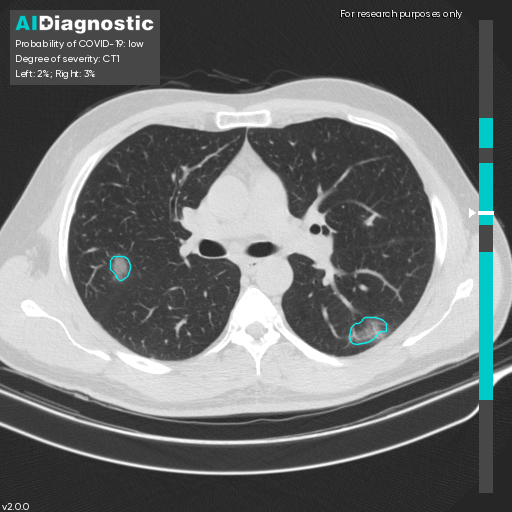 AIDiagnostic
Probability of COVID-19: low
Degree of severity: CT1
Left: 2%; Right: 3%
For research purposes only
v2.0.0